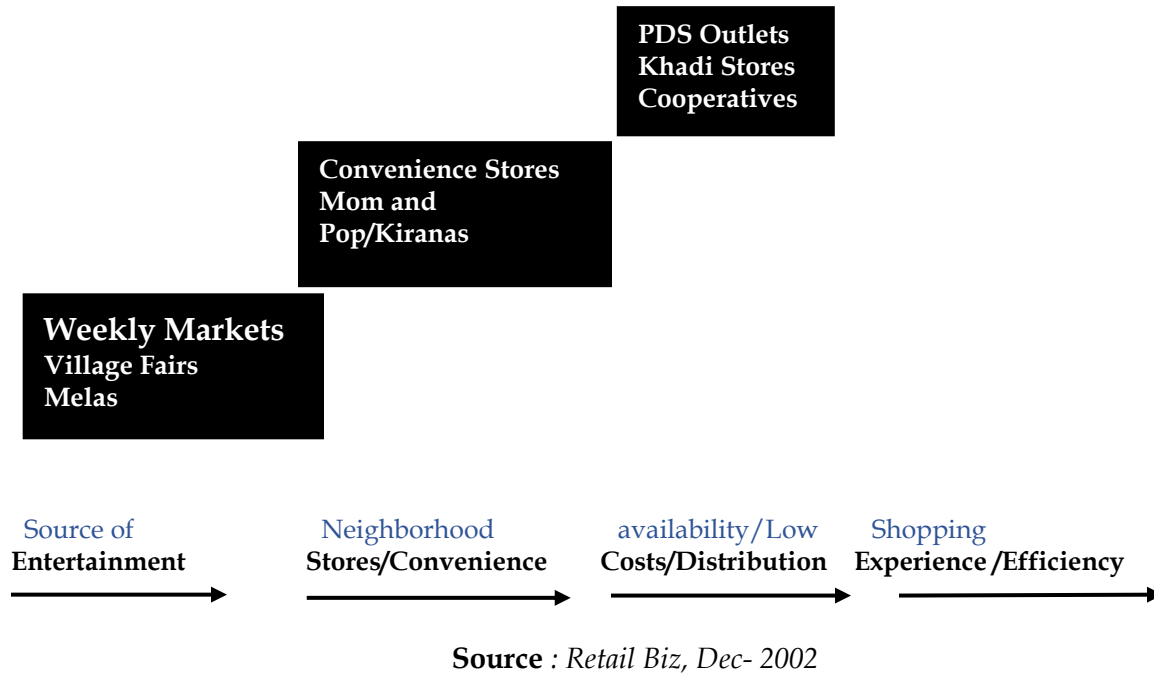 PDS Outlets
Khadi Stores
Cooperatives
Convenience Stores
Mom and
Pop/Kiranas
Weekly Markets
Village Fairs
Melas
Source of
Entertainment
Neighborhood
Stores/Convenience
availability/Low
Costs/Distribution
Shopping
Experience /Efficiency
Source : Retail Biz, Dec- 2002